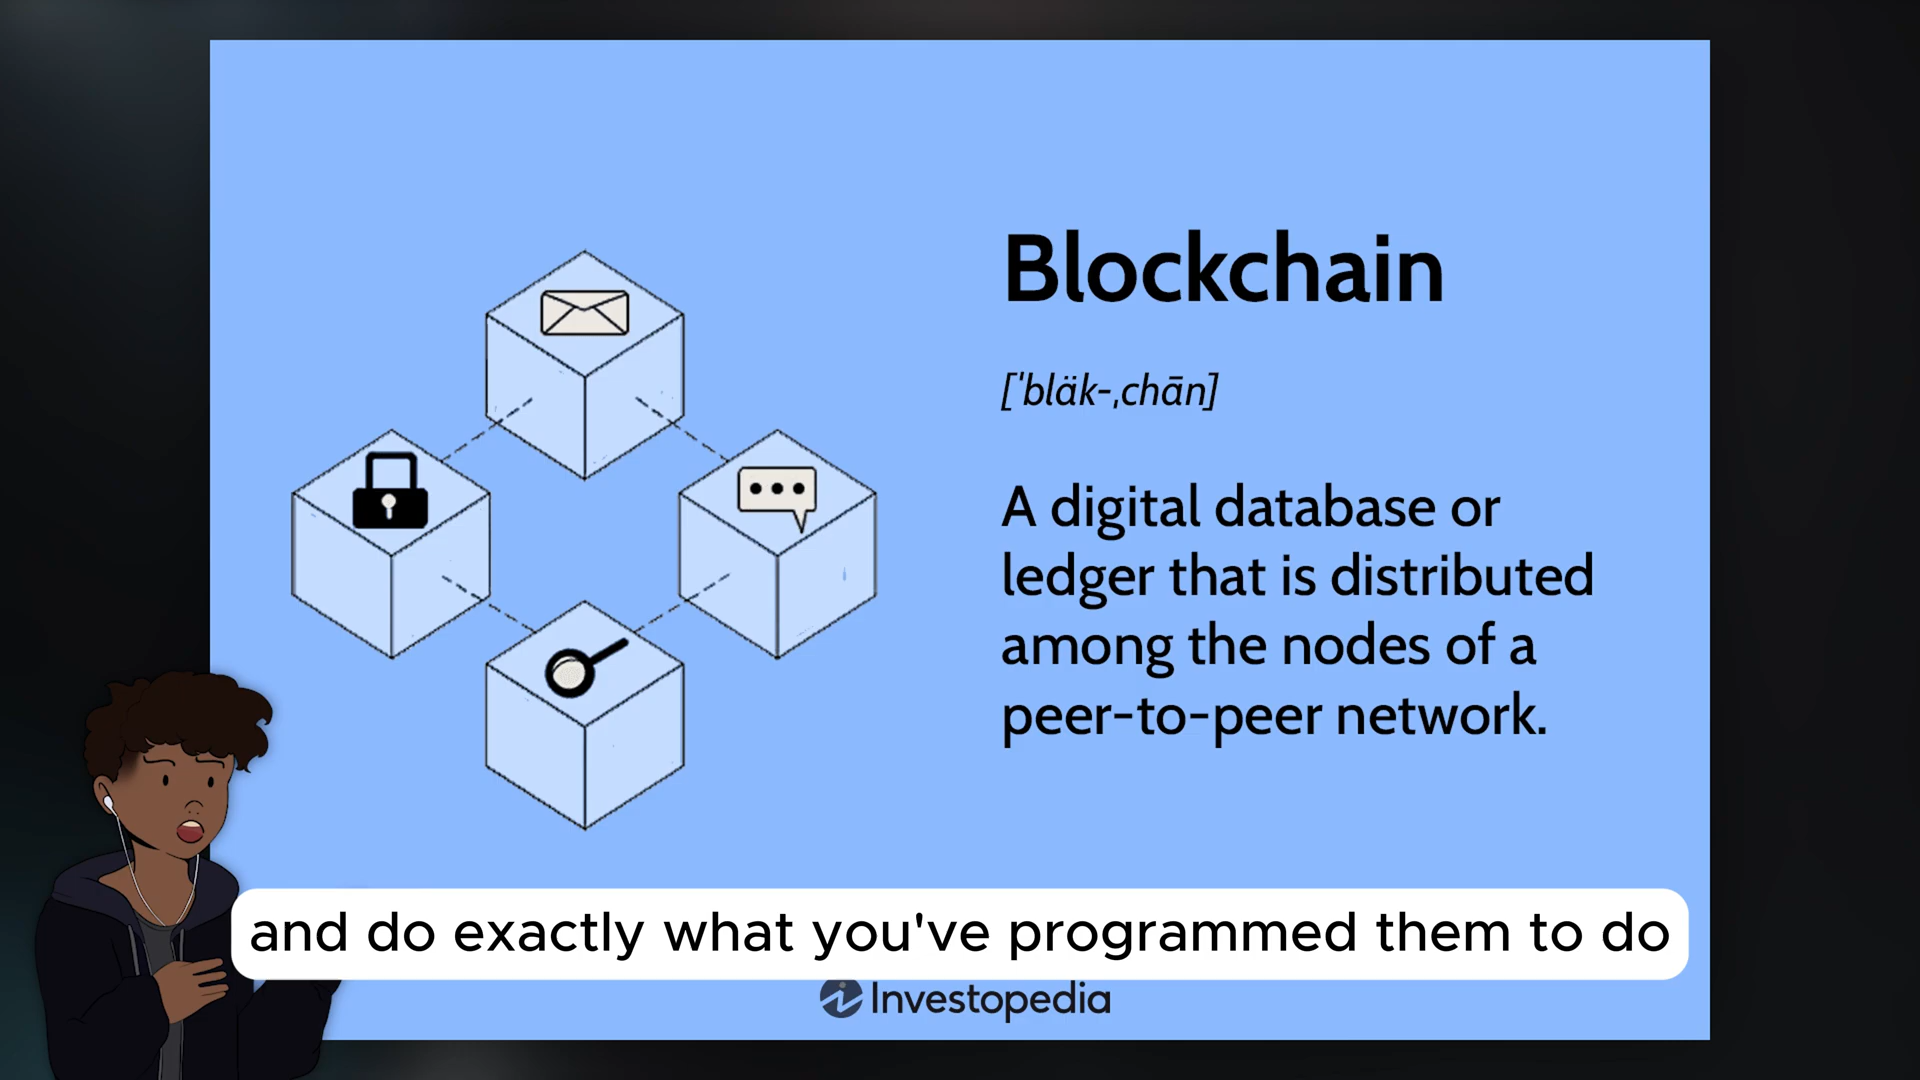 Blockchain
['bläk-ˌchān]
A digital database or
ledger that is distributed
among the nodes of a
peer-to-peer network.
and do exactly what you've programmed them to do
Investopedia